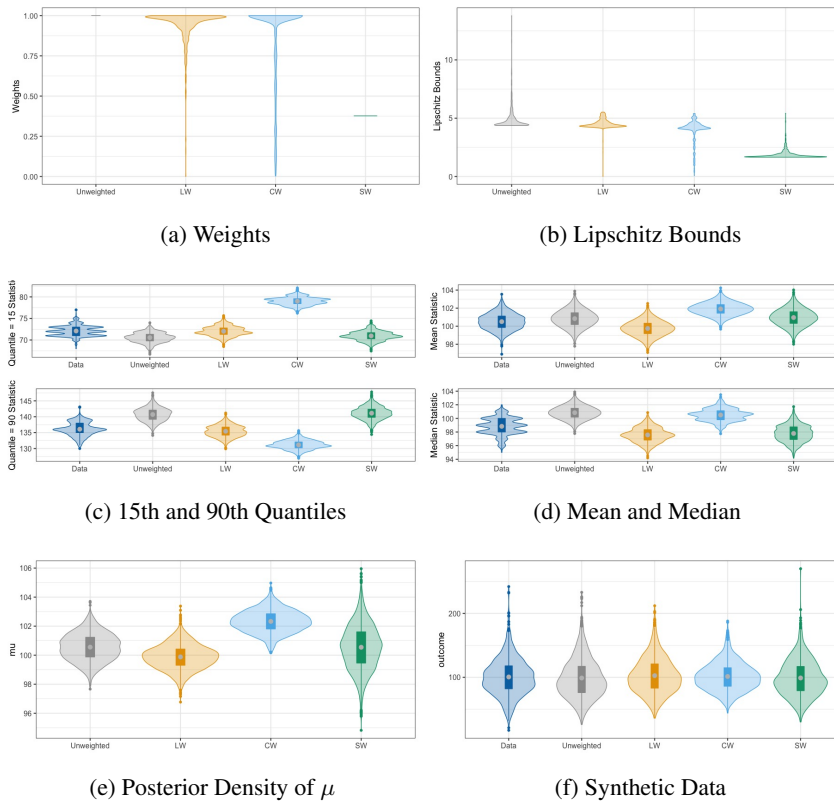 Weights
1.00
0.75
0.50
0.25
0.00
Unweighted LW CW SW
(a) Weights
Lipschitz Bounds
10
5
0
Unweighted LW CW SW
(b) Lipschitz Bounds
Quantile = 15 Statisti
80
75
70
Data Unweighted LW CW SW
Quantile = 90 Statistic
145
140
135
130
Data Unweighted LW CW SW
(c) 15th and 90th Quantiles
Mean Statistic
104
102
100
98
96
Data Unweighted LW CW SW
Median Statistic
104
102
100
98
96
94
Data Unweighted LW CW SW
(d) Mean and Median
mu
106
104
102
100
98
96
Unweighted LW CW SW
(e) Posterior Density of μ
outcome
200
100
Data Unweighted LW CW SW
(f) Synthetic Data